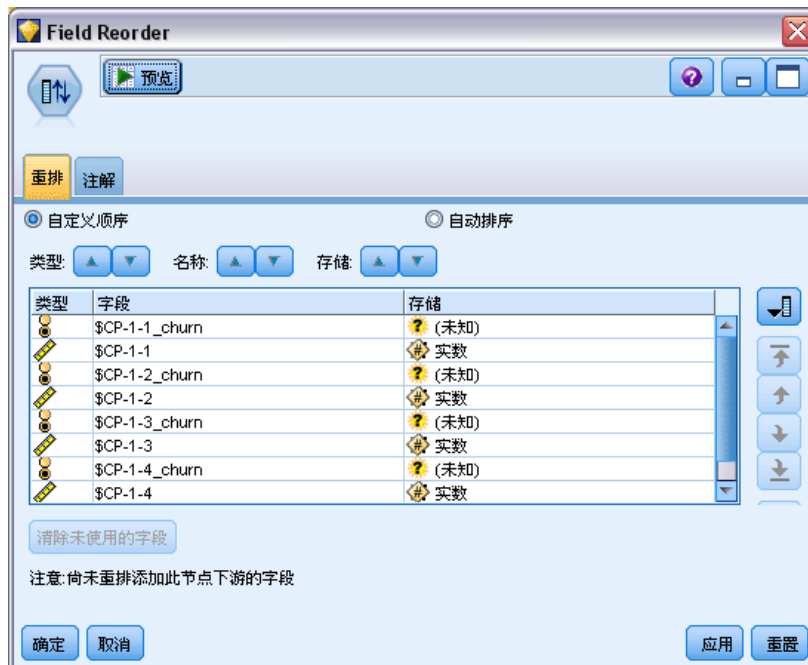 Field Reorder
预览
重排 注解
自定义顺序 自动排序
类型: 名称: 存储:
类型 字段 存储
$CP-1-1_churn (未知)
$CP-1-1 实数
$CP-1-2_churn (未知)
$CP-1-2 实数
$CP-1-3_churn (未知)
$CP-1-3 实数
$CP-1-4_churn (未知)
$CP-1-4 实数
清除未使用的字段
注意:尚未重排添加此节点下游的字段
确定 取消 应用 重置